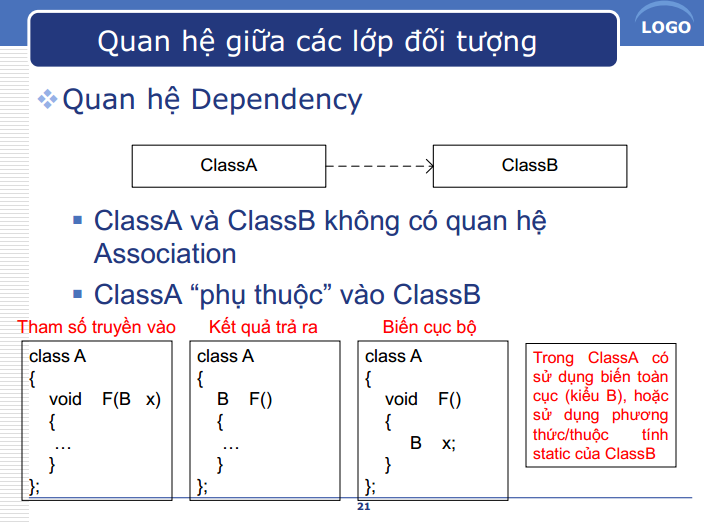 Quan hệ giữa các lớp đối tượng
LOGO
Quan hệ Dependency
ClassA
ClassB
ClassA và ClassB không có quan hệ
Association
ClassA “phụ thuộc” vào ClassB
Tham số truyền vào
class A
{
void F(B x)
{
…
}
};
Kết quả trả ra
class A
{
B F()
{
…
}
};
Biến cục bộ
class A
{
void F()
{
B x;
}
};
Trong ClassA có
sử dụng biến toàn
cục (kiểu B), hoặc
sử dụng phương
thức/thuộc tính
static của ClassB
21